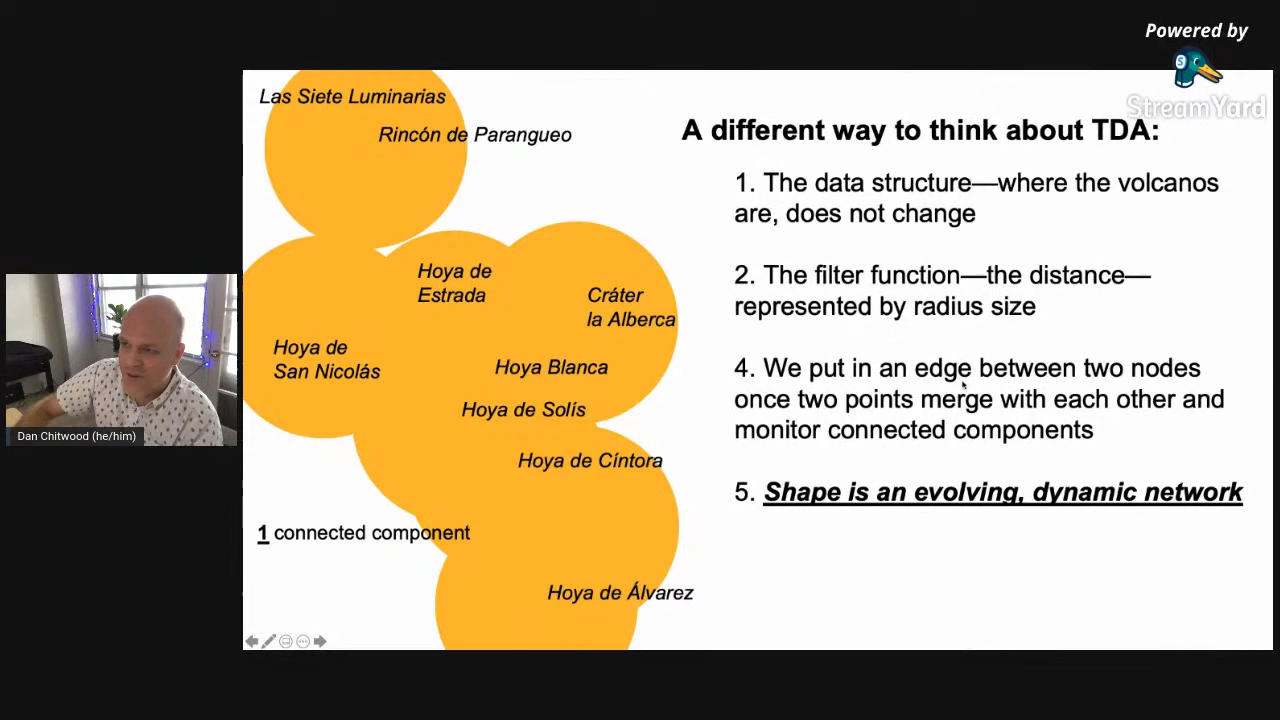 Powered by
StreamYard
Las Siete Luminarias
Rincón de Parangueo
Hoya de
Estrada
Cráter
la Alberca
Hoya de
San Nicolás
Hoya Blanca
Hoya de Solís
Hoya de Cíntora
1 connected component
Hoya de Álvarez
A different way to think about TDA:
1. The data structure—where the volcanos
are, does not change
2. The filter function—the distance—
represented by radius size
4. We put in an edge between two nodes
once two points merge with each other and
monitor connected components
5. Shape is an evolving, dynamic network
Dan Chitwood (he/him)